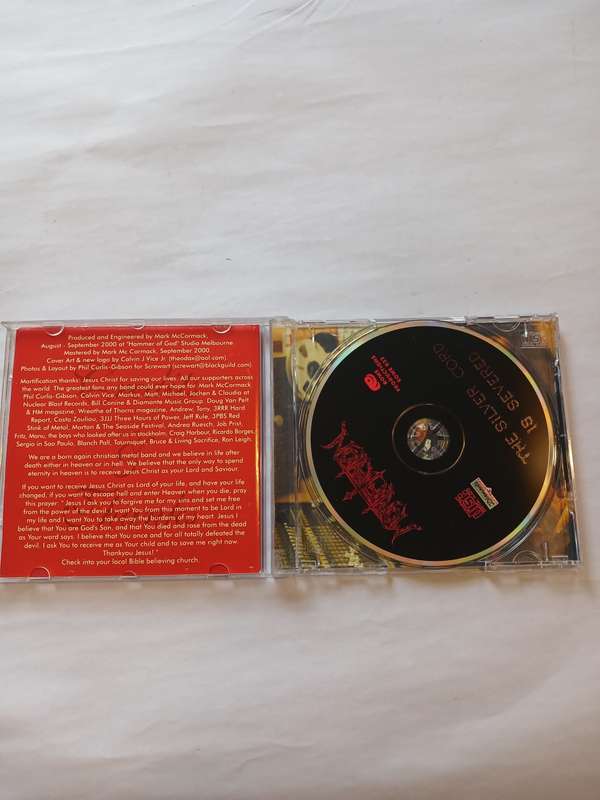 Produced and Engineered by Mark McCormack,
August - September 2000 at "Hammer of God" Studio Melbourne.
Mastered by Mark Mc Cormack, September 2000
Cover Art & new logo by Calvin J Vice Jr. (theodax@aol.com)
Photos & Layout by Phil Curlis-Gibson for Screwart (screwart@blackguild.com)
Mortification thanks: Jesus Christ for saving our lives. All our supporters across
the world. The greatest fans any band could ever hope for. Mark McCormack
Phil Curlis-Gibson, Calvin Vice, Markus, Matt, Michael, Jochen & Claudia at
Nuclear Blast Records, Bill Conine & Diamante Music Group. Doug Van Pelt
& HM magazine, Wreathe of Thorns magazine, Andrew, Tony, 3RRR Hard
Report, Costa Zouliou, JJJ Three Hours of Power, Jeff Rule, 3PBS Red
Stink of Metal, Morton & The Seaside Festival, Andrea Ruesch, Job Prist,
Fritz, Manu, the boys who looked after us in stockholm, Craig Harbour, Ricardo Borges,
Sergio in Sao Paulo, Blanch Pall, Tourniquet, Bruce & Living Sacrifice, Ron Leigh.
We are a born again christian metal band and we believe in life after
death either in heaven or in hell. We believe that the only way to spend
eternity in heaven is to receive Jesus Christ as your Lord and Saviour.
If you want to receive Jesus Christ as Lord of your life, and have your life
changed, if you want to escape hell and enter Heaven when you die, pray
this prayer: " Jesus I ask you to forgive me for my sins and set me free
from the power of the devil. I want You from this moment to be Lord in
my life and I want You to take away the burdens of my heart. Jesus I
believe that You are God's Son, and that You died and rose from the dead
as Your word says. I believe that You once and for all totally defeated the
devil. I ask You to receive me as Your child and to save me right now.
Thankyou Jesus!."
Check into your local Bible believing church.
THE SILVER CORD
IS SEVERED